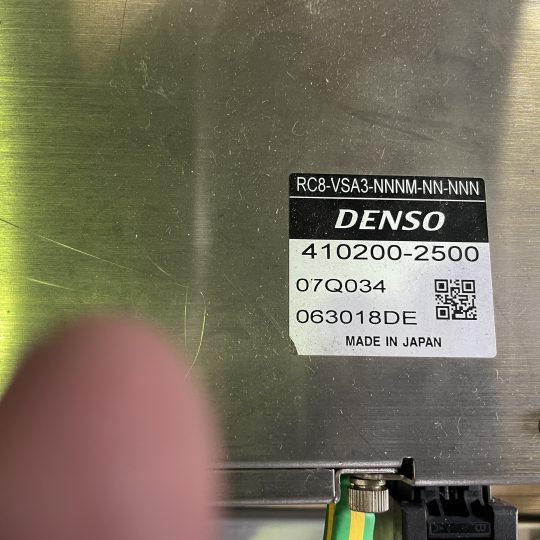 RC8-VSA3-NNNM-NN-NNN
DENSO
410200-2500
07Q034
063018DE
MADE IN JAPAN